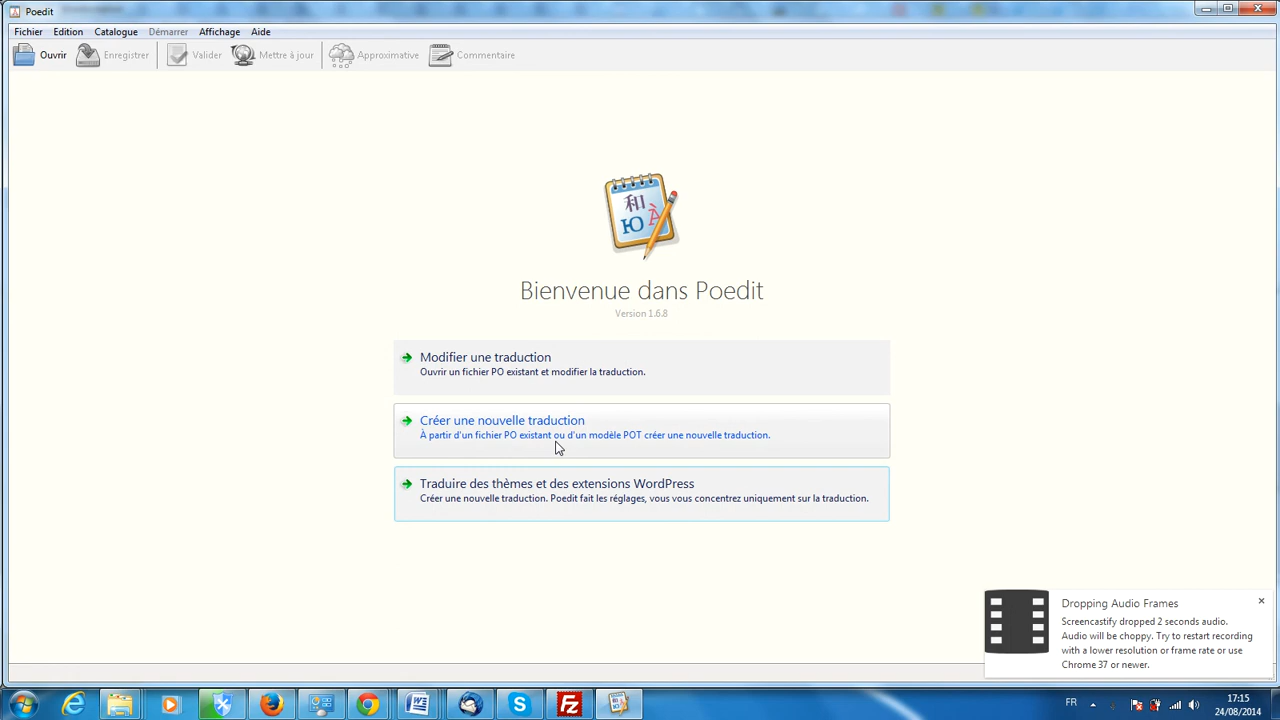 Poedit
Fichier Edition Catalogue Démarrer Affichage Aide
Ouvrir Enregistrer Valider Mettre à jour Approximative Commentaire
和
Ю À
Bienvenue dans Poedit
Version 1.6.8
Modifier une traduction
Ouvrir un fichier PO existant et modifier la traduction.
Créer une nouvelle traduction
À partir d'un fichier PO existant ou d'un modèle POT créer une nouvelle traduction.
Traduire des thèmes et des extensions WordPress
Créer une nouvelle traduction. Poedit fait les réglages, vous vous concentrez uniquement sur la traduction.
Dropping Audio Frames
Screencastify dropped 2 seconds audio.
Audio will be choppy. Try to restart recording
with a lower resolution or frame rate or use
Chrome 37 or newer.
FR
17:15
24/08/2014